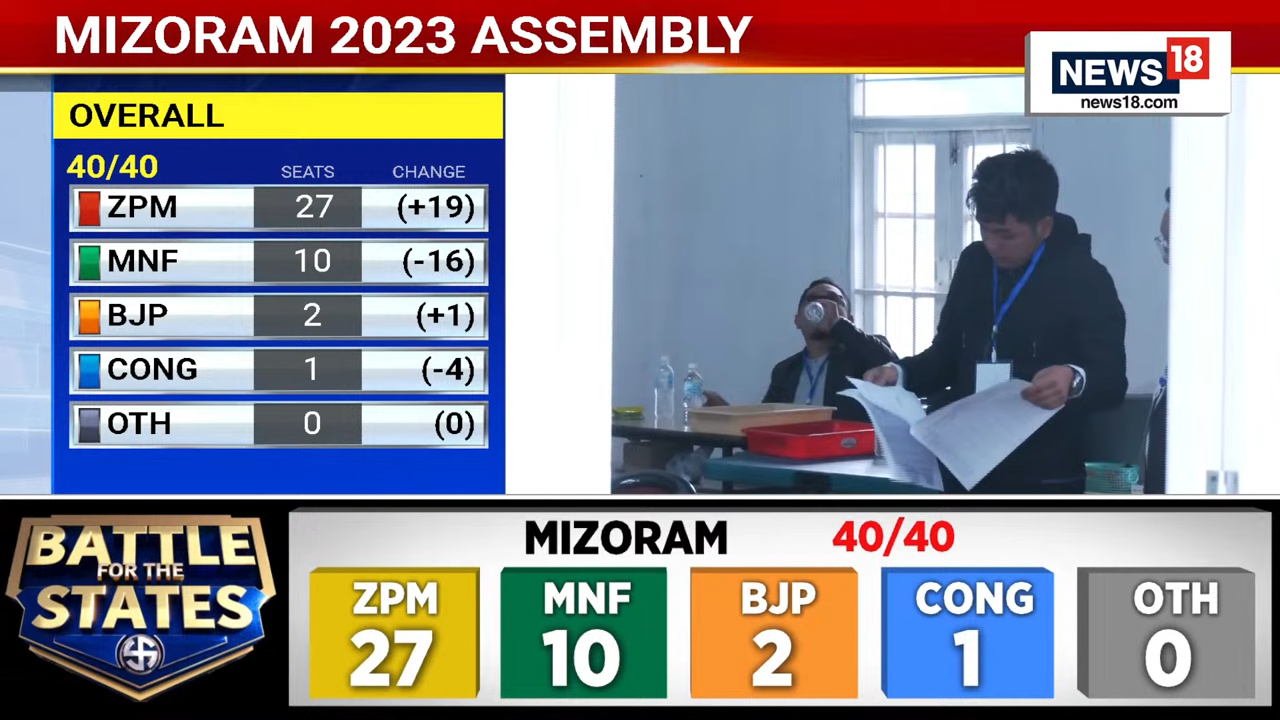 MIZORAM 2023 ASSEMBLY
NEWS 18
news18.com
OVERALL
40/40 SEATS CHANGE
ZPM 27 (+19)
MNF 10 (-16)
BJP 2 (+1)
CONG 1 (-4)
OTH 0 (0)
BATTLE
FOR THE
STATES
MIZORAM 40/40
ZPM MNF BJP CONG OTH
27 10 2 1 0